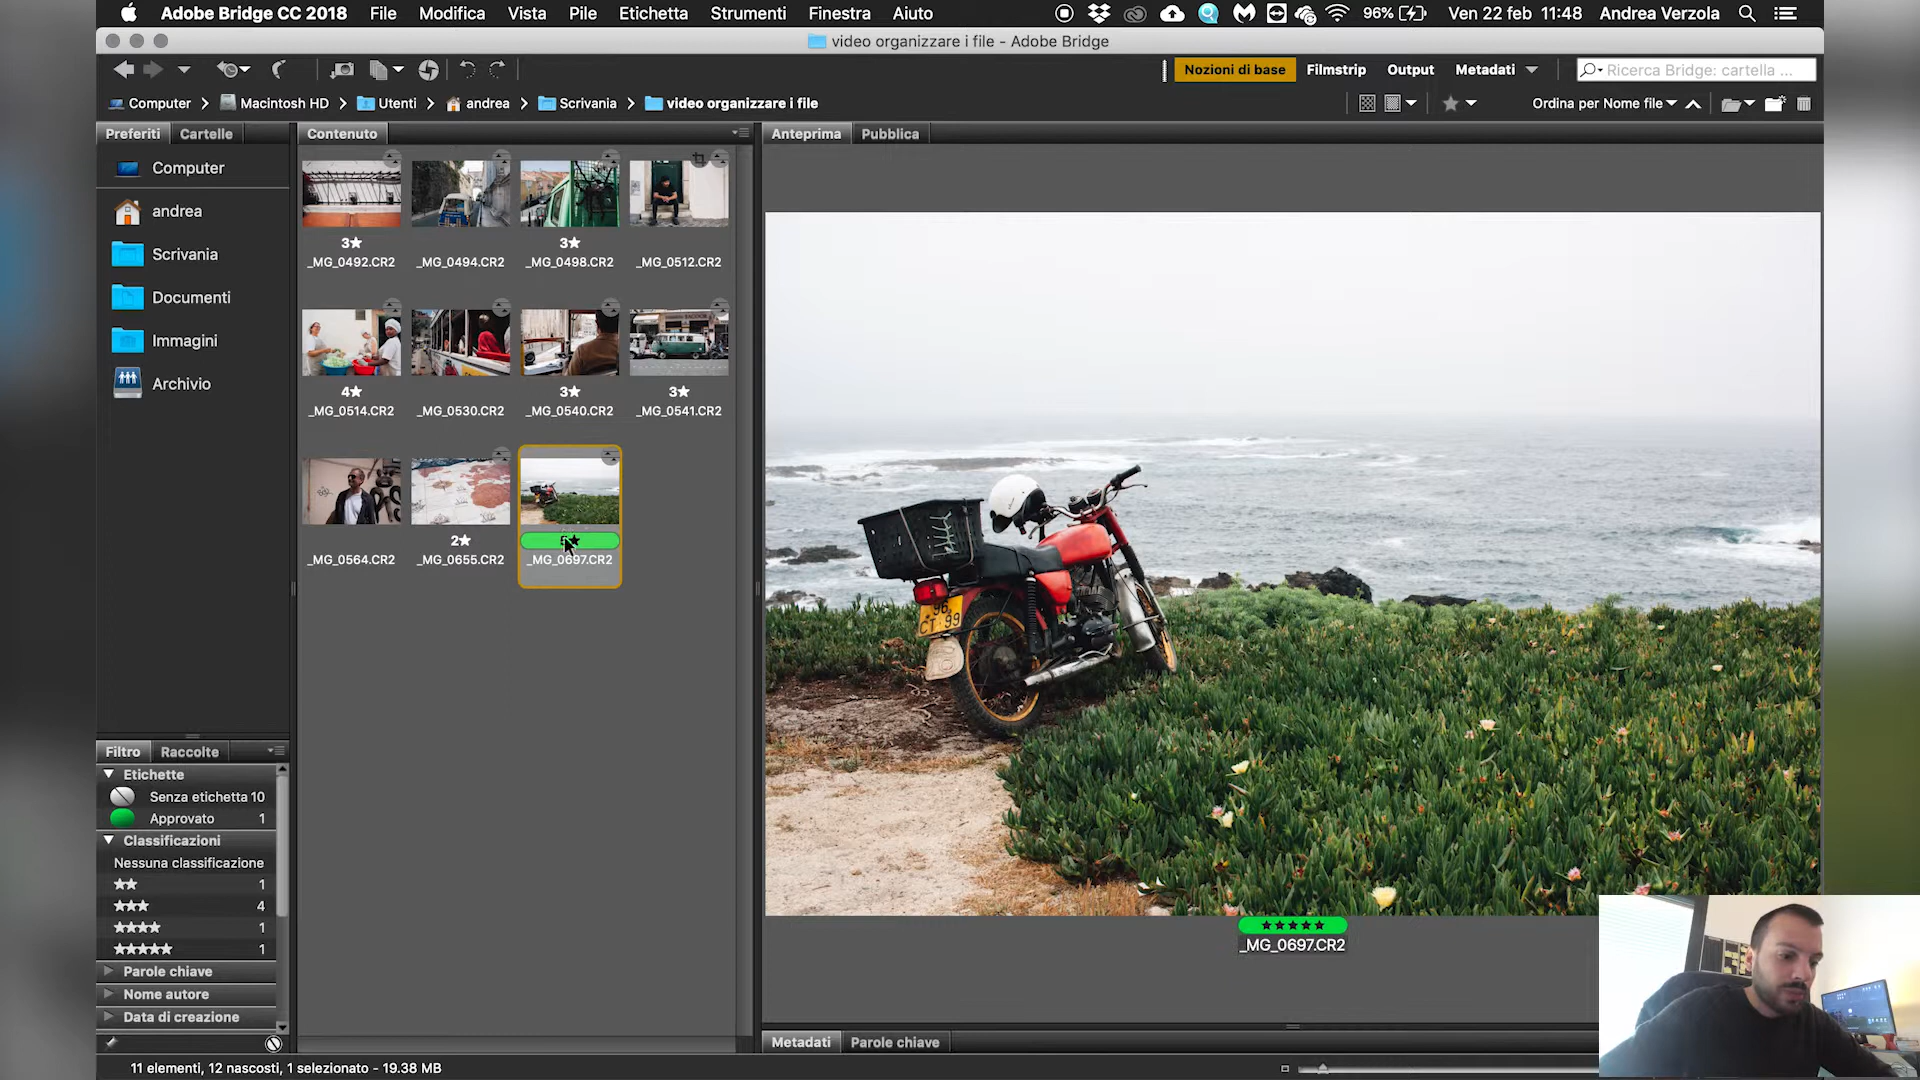 Adobe Bridge CC 2018 File Modifica Vista Pile Etichetta Strumenti Finestra Aiuto 96% Ven 22 feb 11:48 Andrea Verzola
video organizzare i file - Adobe Bridge
Nozioni di base Filmstrip Output Metadati Ricerca Bridge: cartella ...
Computer Macintosh HD Utenti andrea Scrivania video organizzare i file Ordina per Nome file
Preferiti Cartelle Contenuto Anteprima Pubblica
Computer
andrea
Scrivania
Documenti
Immagini
Archivio
3★ 3★
_MG_0492.CR2 _MG_0494.CR2 _MG_0498.CR2 _MG_0512.CR2
4★ 3★ 3★
_MG_0514.CR2 _MG_0530.CR2 _MG_0540.CR2 _MG_0541.CR2
2★
_MG_0564.CR2 _MG_0655.CR2 _MG_0697.CR2
96
CT 99
★★★★★
_MG_0697.CR2
Filtro Raccolte
Etichette
Senza etichetta 10
Approvato 1
Classificazioni
Nessuna classificazione
★★ 1
★★★ 4
★★★★ 1
★★★★★ 1
Parole chiave
Nome autore
Data di creazione
Metadati Parole chiave
11 elementi, 12 nascosti, 1 selezionato - 19.38 MB